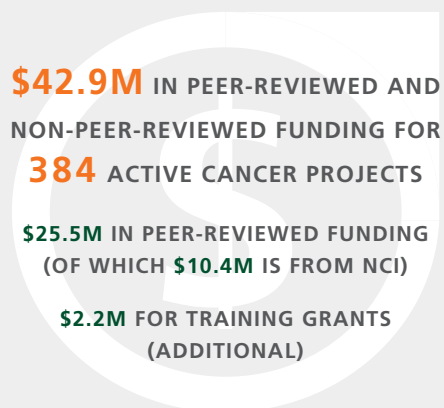 $42.9M IN PEER-REVIEWED AND
NON-PEER-REVIEWED FUNDING FOR
384 ACTIVE CANCER PROJECTS
$25.5M IN PEER-REVIEWED FUNDING
(OF WHICH $10.4M IS FROM NCI)
$2.2M FOR TRAINING GRANTS
(ADDITIONAL)